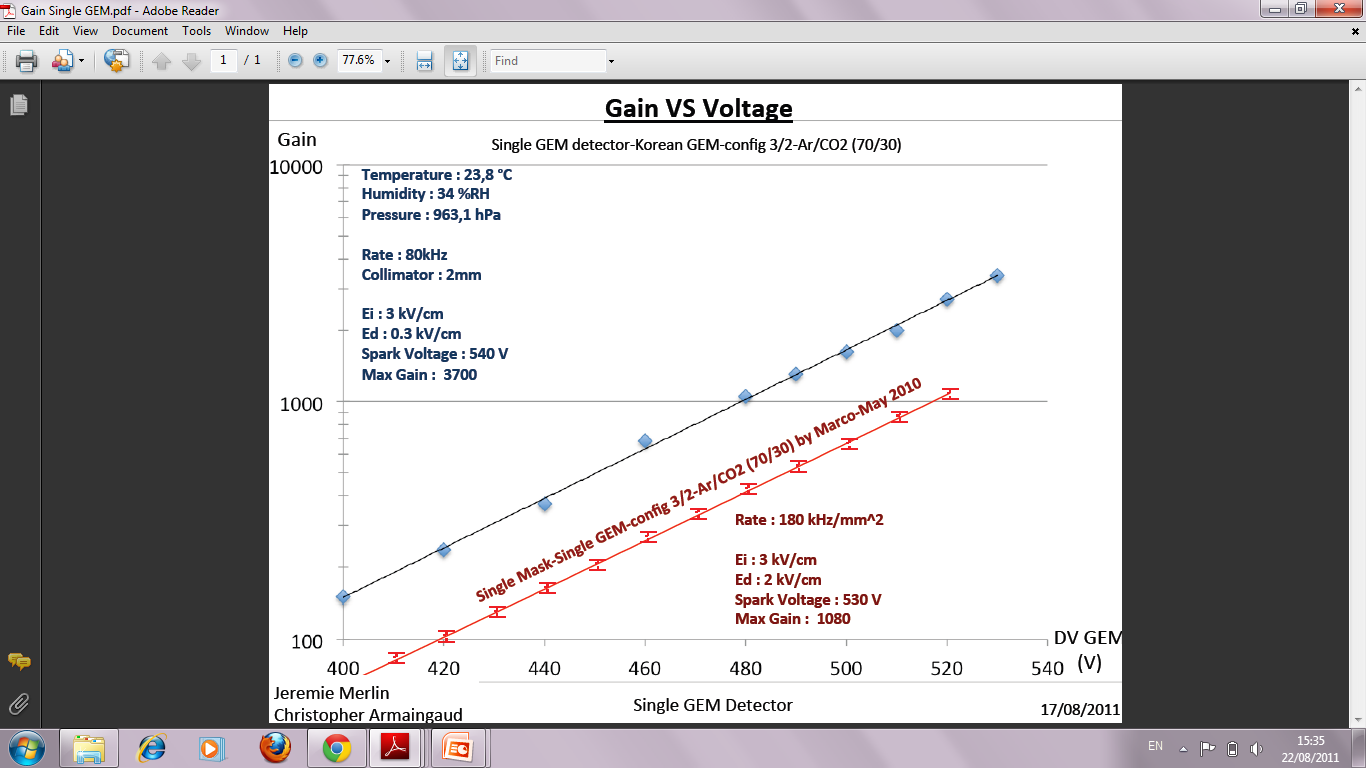 Gain Single GEM.pdf - Adobe Reader
File Edit View Document Tools Window Help
1 / 1 77.6% Find
Gain VS Voltage
Gain
Single GEM detector-Korean GEM-config 3/2-Ar/CO2 (70/30)
10000
Temperature : 23,8 °C
Humidity : 34 %RH
Pressure : 963,1 hPa
Rate : 80kHz
Collimator : 2mm
Ei : 3 kV/cm
Ed : 0.3 kV/cm
Spark Voltage : 540 V
Max Gain : 3700
1000
Single Mask-Single GEM-config 3/2-Ar/CO2 (70/30) by Marco-May 2010
Rate : 180 kHz/mm^2
Ei : 3 kV/cm
Ed : 2 kV/cm
Spark Voltage : 530 V
Max Gain : 1080
100
DV GEM
(V)
400 420 440 460 480 500 520 540
Jeremie Merlin
Christopher Armaingaud
Single GEM Detector
17/08/2011
EN
15:35
22/08/2011